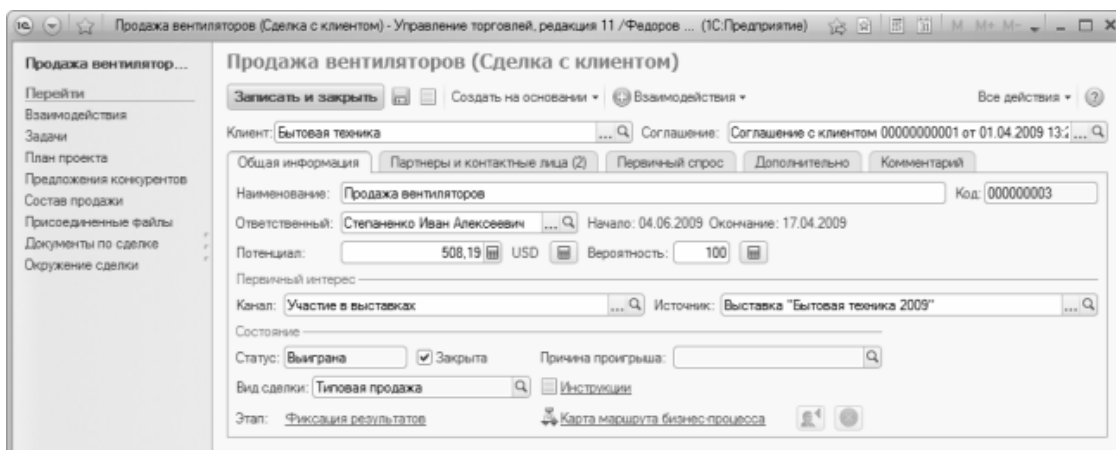 Продажа вентиляторов (Сделка с клиентом) - Управление торговлей, редакция 11 /Федоров ... (1С:Предприятие) M M+ M-
Продажа вентилятор...
Перейти
Взаимодействия
Задачи
План проекта
Предложения конкурентов
Состав продажи
Присоединенные файлы
Документы по сделке
Окружение сделки
Продажа вентиляторов (Сделка с клиентом)
Записать и закрыть Создать на основании Взаимодействия Все действия
Клиент: Бытовая техника ... Соглашение: Соглашение с клиентом 00000000001 от 01.04.2009 13:2 ...
Общая информация Партнеры и контактные лица (2) Первичный спрос Дополнительно Комментарий
Наименование: Продажа вентиляторов Код: 000000003
Ответственный: Степаненко Иван Алексеевич ... Начало: 04.06.2009 Окончание: 17.04.2009
Потенциал: 508,19 USD Вероятность: 100
Первичный интерес
Канал: Участие в выставках ... Источник: Выставка "Бытовая техника 2009" ...
Состояние
Статус: Выиграна Закрыта Причина проигрыша:
Вид сделки: Типовая продажа Инструкции
Этап: Фиксация результатов Карта маршрута бизнес-процесса